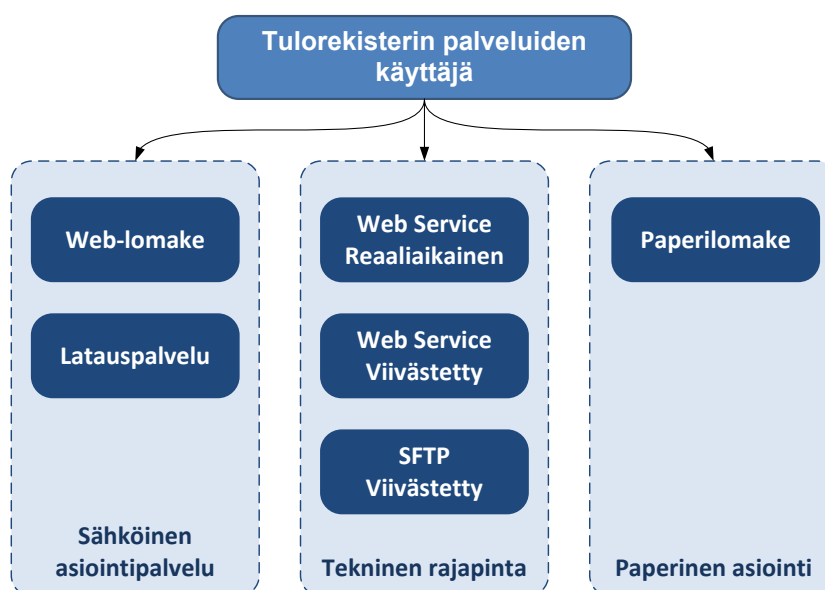 Tulorekisterin palveluiden
käyttäjä
Web-lomake
Latauspalvelu
Sähköinen
asiointipalvelu
Web Service
Reaaliaikainen
Web Service
Viivästetty
SFTP
Viivästetty
Tekninen rajapinta
Paperilomake
Paperinen asiointi